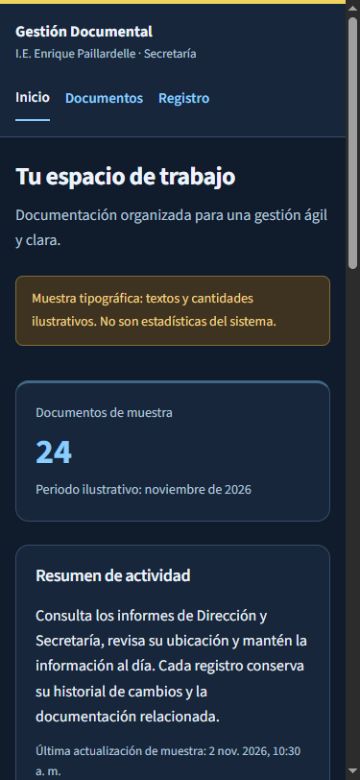 Gestión Documental
I.E. Enrique Paillardelle · Secretaría
Inicio Documentos Registro
Tu espacio de trabajo
Documentación organizada para una gestión ágil
y clara.
Muestra tipográfica: textos y cantidades
ilustrativos. No son estadísticas del sistema.
Documentos de muestra
24
Periodo ilustrativo: noviembre de 2026
Resumen de actividad
Consulta los informes de Dirección y
Secretaría, revisa su ubicación y mantén la
información al día. Cada registro conserva
su historial de cambios y la
documentación relacionada.
Última actualización de muestra: 2 nov. 2026, 10:30
a. m.